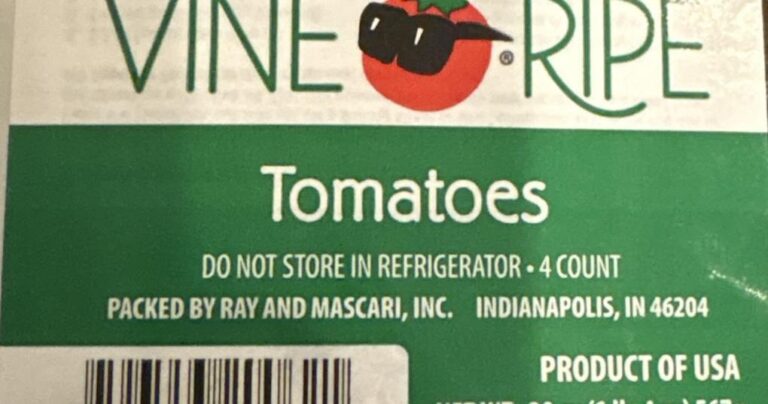 VINE RIPE ®
Tomatoes
DO NOT STORE IN REFRIGERATOR • 4 COUNT
PACKED BY RAY AND MASCARI, INC. INDIANAPOLIS, IN 46204
PRODUCT OF USA